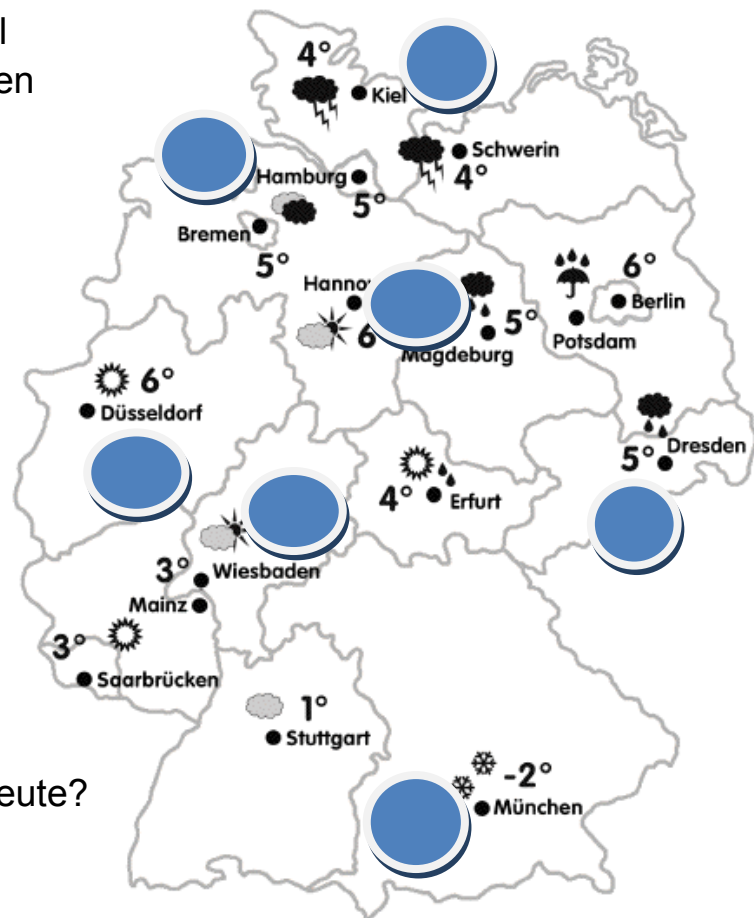 l
en
4°
Kiel
Schwerin
4°
Hamburg
5°
Bremen
5°
6°
Berlin
Potsdam
6
5°
Magdeburg
6°
Düsseldorf
Dresden
5°
4°
Erfurt
3°
Wiesbaden
Mainz
3°
Saarbrücken
1°
Stuttgart
-2°
München
eute?